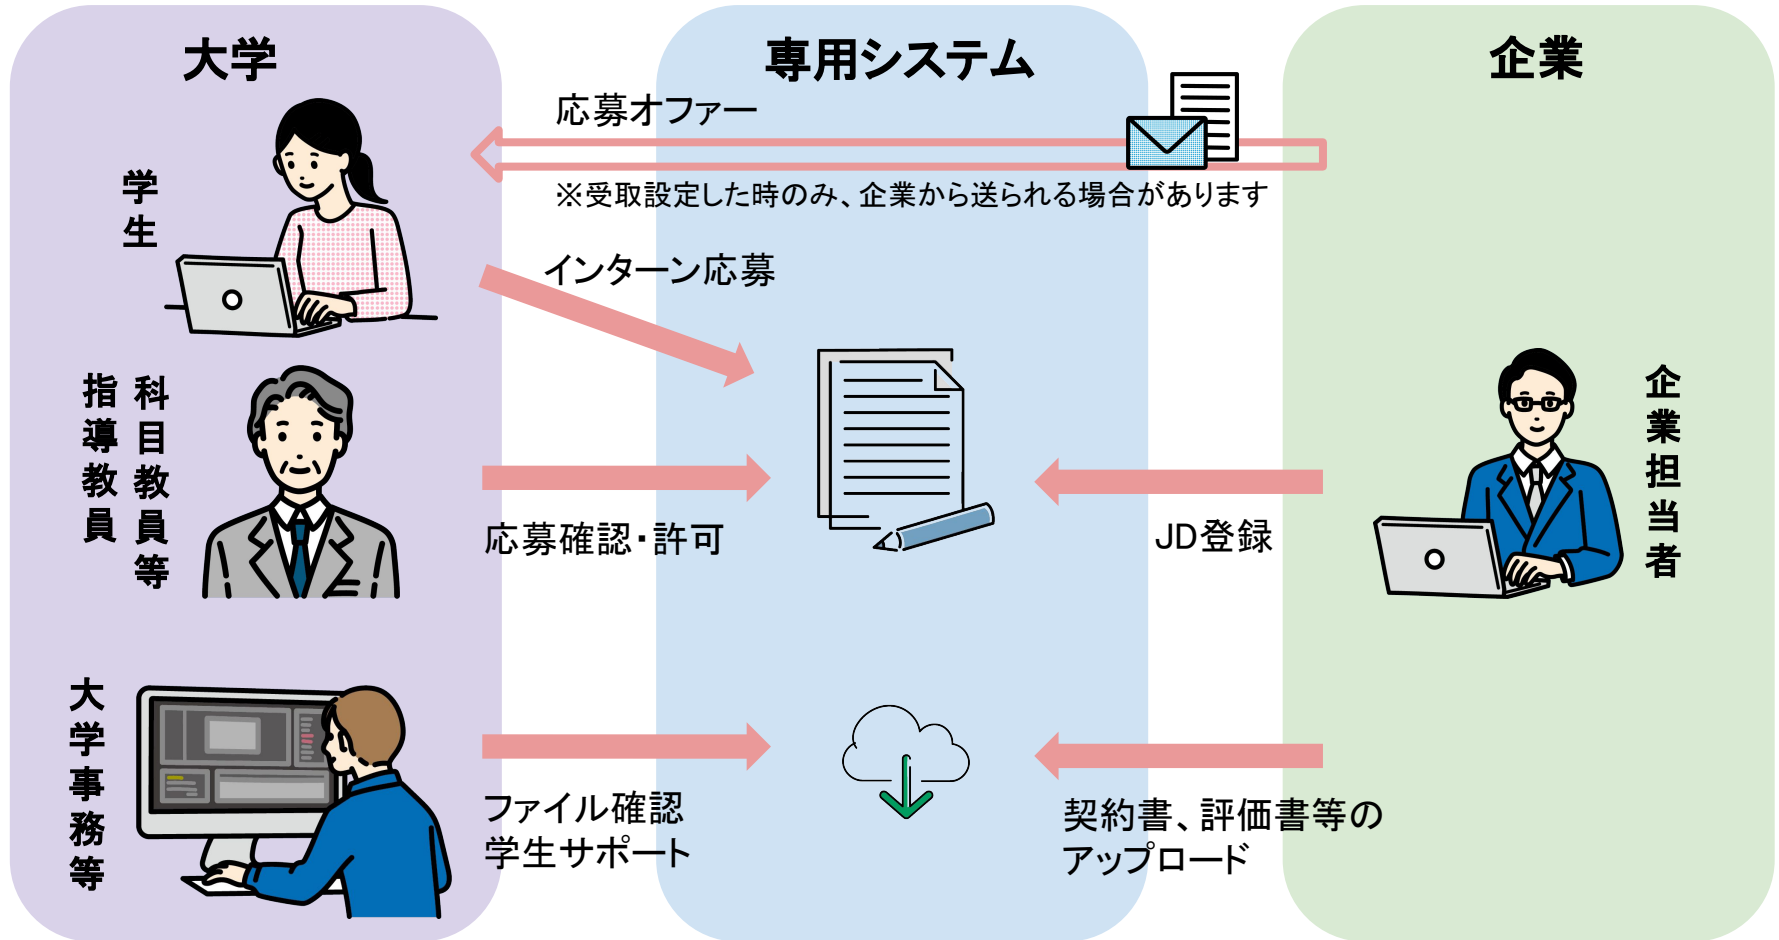 大学
専用システム
企業
応募オファー
※受取設定した時のみ、企業から送られる場合があります
学生
インターン応募
指導教員
科目教員等
応募確認・許可
JD登録
企業担当者
大学事務等
ファイル確認
学生サポート
契約書、評価書等の
アップロード